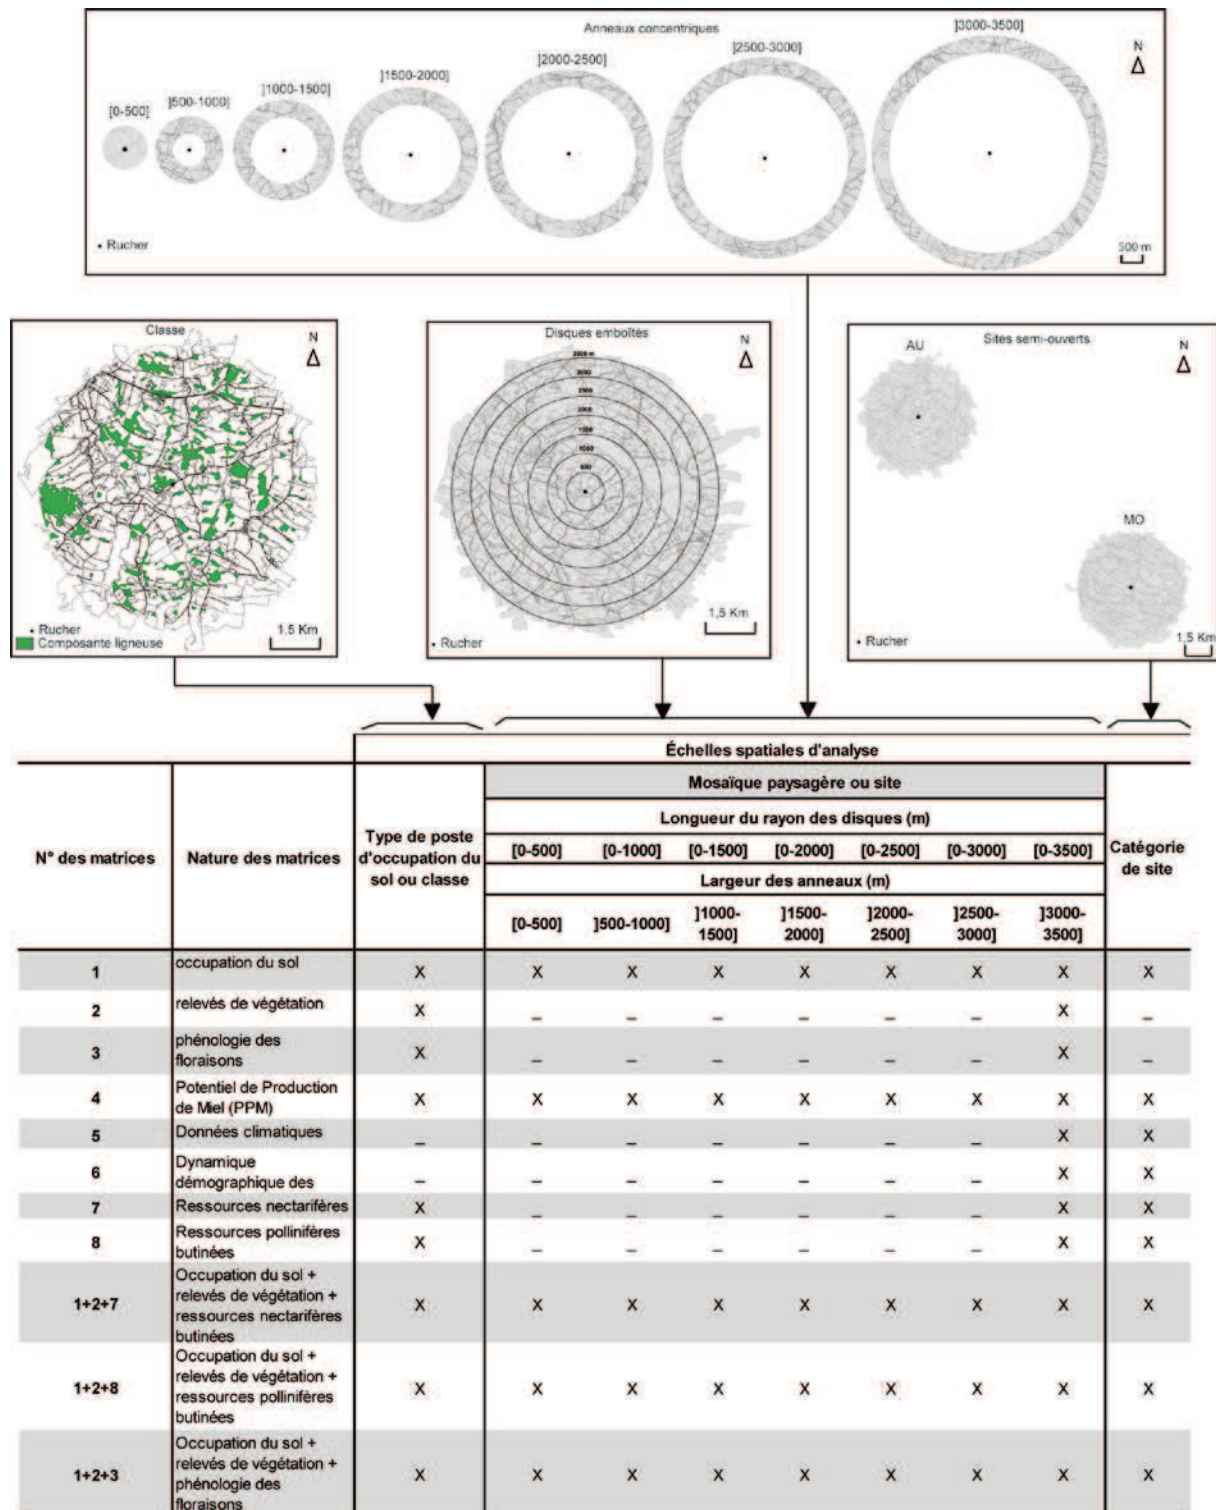 Anneaux concentriques
]3000-3500]
]2500-3000]
]2000-2500]
]1500-2000]
]1000-1500]
]500-1000]
[0-500]
N
Rucher
500 m
Classe
N
Rucher
Composante ligneuse
1,5 Km
Disques emboîtés
N
3500 m
3000
2500
2000
1500
1000
500
1,5 Km
Rucher
Sites semi-ouverts
N
AU
MO
Rucher
1,5 Km
Échelles spatiales d'analyse
Mosaïque paysagère ou site
Longueur du rayon des disques (m)
N° des matrices
Nature des matrices
Type de poste
d'occupation du
sol ou classe
[0-500] [0-1000] [0-1500] [0-2000] [0-2500] [0-3000] [0-3500]
Catégorie
de site
Largeur des anneaux (m)
[0-500] ]500-1000] ]1000- ]1500- ]2000- ]2500- ]3000-
1500] 2000] 2500] 3000] 3500]
1 occupation du sol X X X X X X X X X
2 relevés de végétation X _ _ _ _ _ _ X _
3 phénologie des
floraisons X _ _ _ _ _ _ X _
4 Potentiel de Production
de Miel (PPM) X X X X X X X X X
5 Données climatiques _ _ _ _ _ _ _ X X
6 Dynamique
démographique des _ _ _ _ _ _ _ X X
7 Ressources nectarifères X _ _ _ _ _ _ X X
8 Ressources pollinifères
butinées X _ _ _ _ _ _ X X
Occupation du sol +
relevés de végétation +
1+2+7 ressources nectarifères X X X X X X X X X
butinées
Occupation du sol +
relevés de végétation +
1+2+8 ressources pollinifères X X X X X X X X X
butinées
Occupation du sol +
relevés de végétation +
1+2+3 phénologie des X X X X X X X X X
floraisons